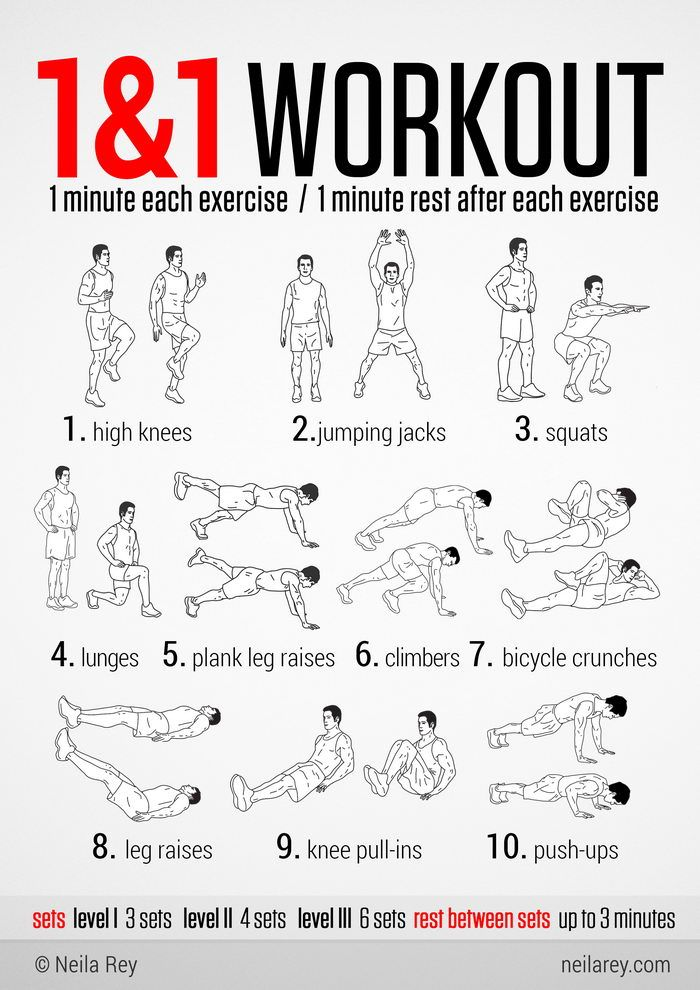 1&1 WORKOUT
1 minute each exercise / 1 minute rest after each exercise
1. high knees
2.jumping jacks
3. squats
4. lunges
5. plank leg raises
6. climbers
7. bicycle crunches
8. leg raises
9. knee pull-ins
10. push-ups
sets level I 3 sets level II 4 sets level III 6 sets rest between sets up to 3 minutes
© Neila Rey
neilarey.com